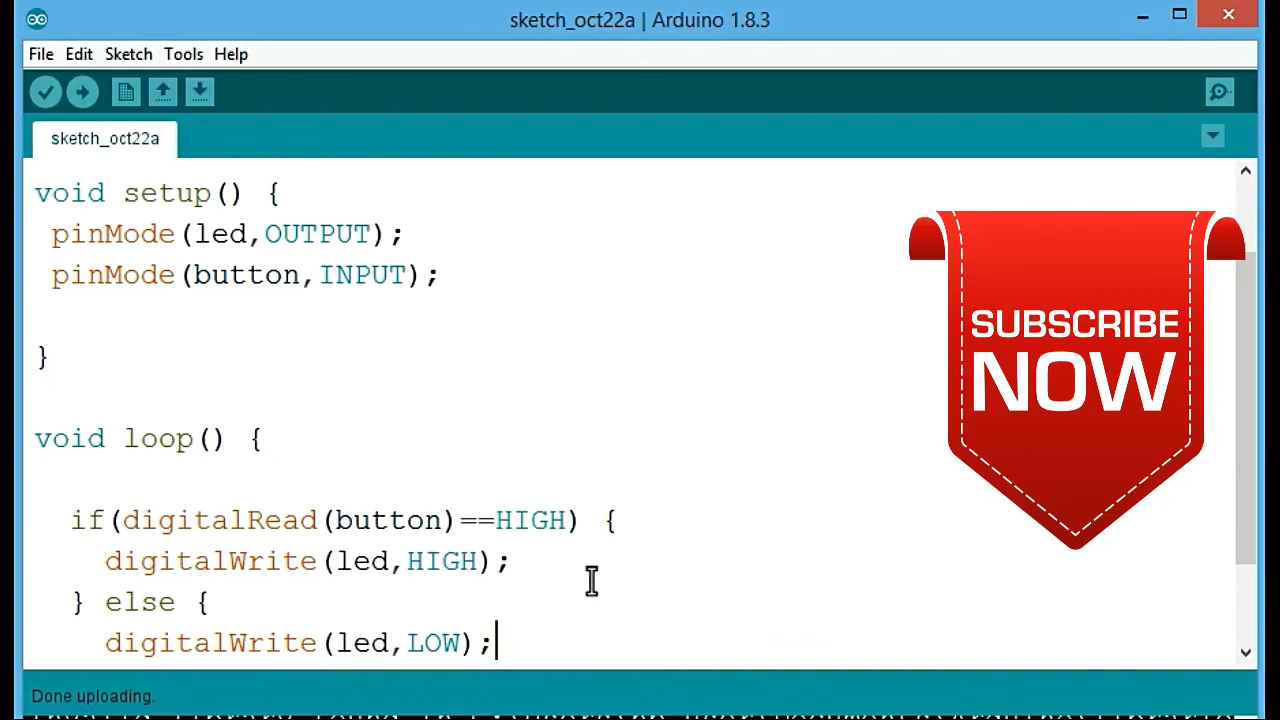 sketch_oct22a | Arduino 1.8.3
File Edit Sketch Tools Help
sketch_oct22a
void setup() {
pinMode(led,OUTPUT);
pinMode(button,INPUT);
}
void loop() {
if(digitalRead(button)==HIGH) {
digitalWrite(led,HIGH);
} else {
digitalWrite(led,LOW);
SUBSCRIBE
NOW
Done uploading.